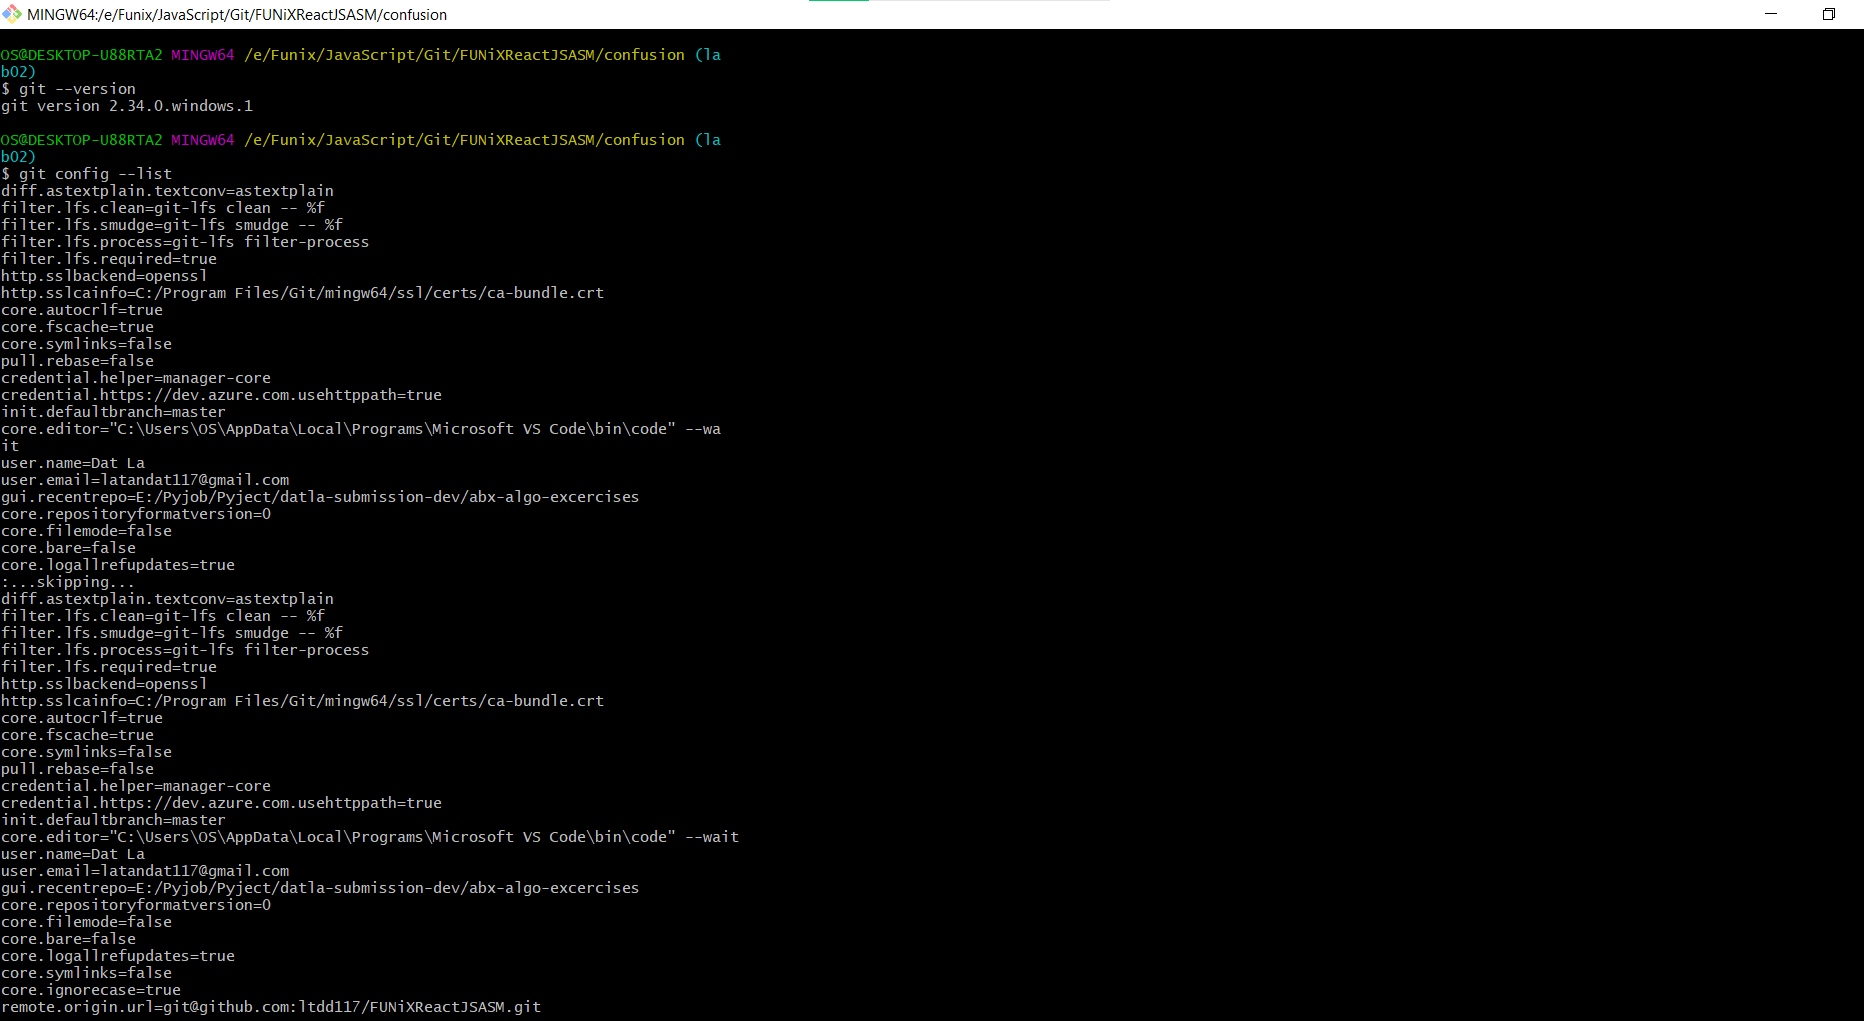 MINGW64:/e/Funix/JavaScript/Git/FUNiXReactJSASM/confusion
OS@DESKTOP-U88RTA2 MINGW64 /e/Funix/JavaScript/Git/FUNiXReactJSASM/confusion (la
b02)
$ git --version
git version 2.34.0.windows.1
OS@DESKTOP-U88RTA2 MINGW64 /e/Funix/JavaScript/Git/FUNiXReactJSASM/confusion (la
b02)
$ git config --list
diff.astextplain.textconv=astextplain
filter.lfs.clean=git-lfs clean -- %f
filter.lfs.smudge=git-lfs smudge -- %f
filter.lfs.process=git-lfs filter-process
filter.lfs.required=true
http.sslbackend=openssl
http.sslcainfo=C:/Program Files/Git/mingw64/ssl/certs/ca-bundle.crt
core.autocrlf=true
core.fscache=true
core.symlinks=false
pull.rebase=false
credential.helper=manager-core
credential.https://dev.azure.com.usehttppath=true
init.defaultbranch=master
core.editor="C:\Users\OS\AppData\Local\Programs\Microsoft VS Code\bin\code" --wa
it
user.name=Dat La
user.email=latandat117@gmail.com
gui.recentrepo=E:/Pyjob/Pyject/datla-submission-dev/abx-algo-excercises
core.repositoryformatversion=0
core.filemode=false
core.bare=false
core.logallrefupdates=true
:...skipping...
diff.astextplain.textconv=astextplain
filter.lfs.clean=git-lfs clean -- %f
filter.lfs.smudge=git-lfs smudge -- %f
filter.lfs.process=git-lfs filter-process
filter.lfs.required=true
http.sslbackend=openssl
http.sslcainfo=C:/Program Files/Git/mingw64/ssl/certs/ca-bundle.crt
core.autocrlf=true
core.fscache=true
core.symlinks=false
pull.rebase=false
credential.helper=manager-core
credential.https://dev.azure.com.usehttppath=true
init.defaultbranch=master
core.editor="C:\Users\OS\AppData\Local\Programs\Microsoft VS Code\bin\code" --wait
user.name=Dat La
user.email=latandat117@gmail.com
gui.recentrepo=E:/Pyjob/Pyject/datla-submission-dev/abx-algo-excercises
core.repositoryformatversion=0
core.filemode=false
core.bare=false
core.logallrefupdates=true
core.symlinks=false
core.ignorecase=true
remote.origin.url=git@github.com:ltdd117/FUNiXReactJSASM.git